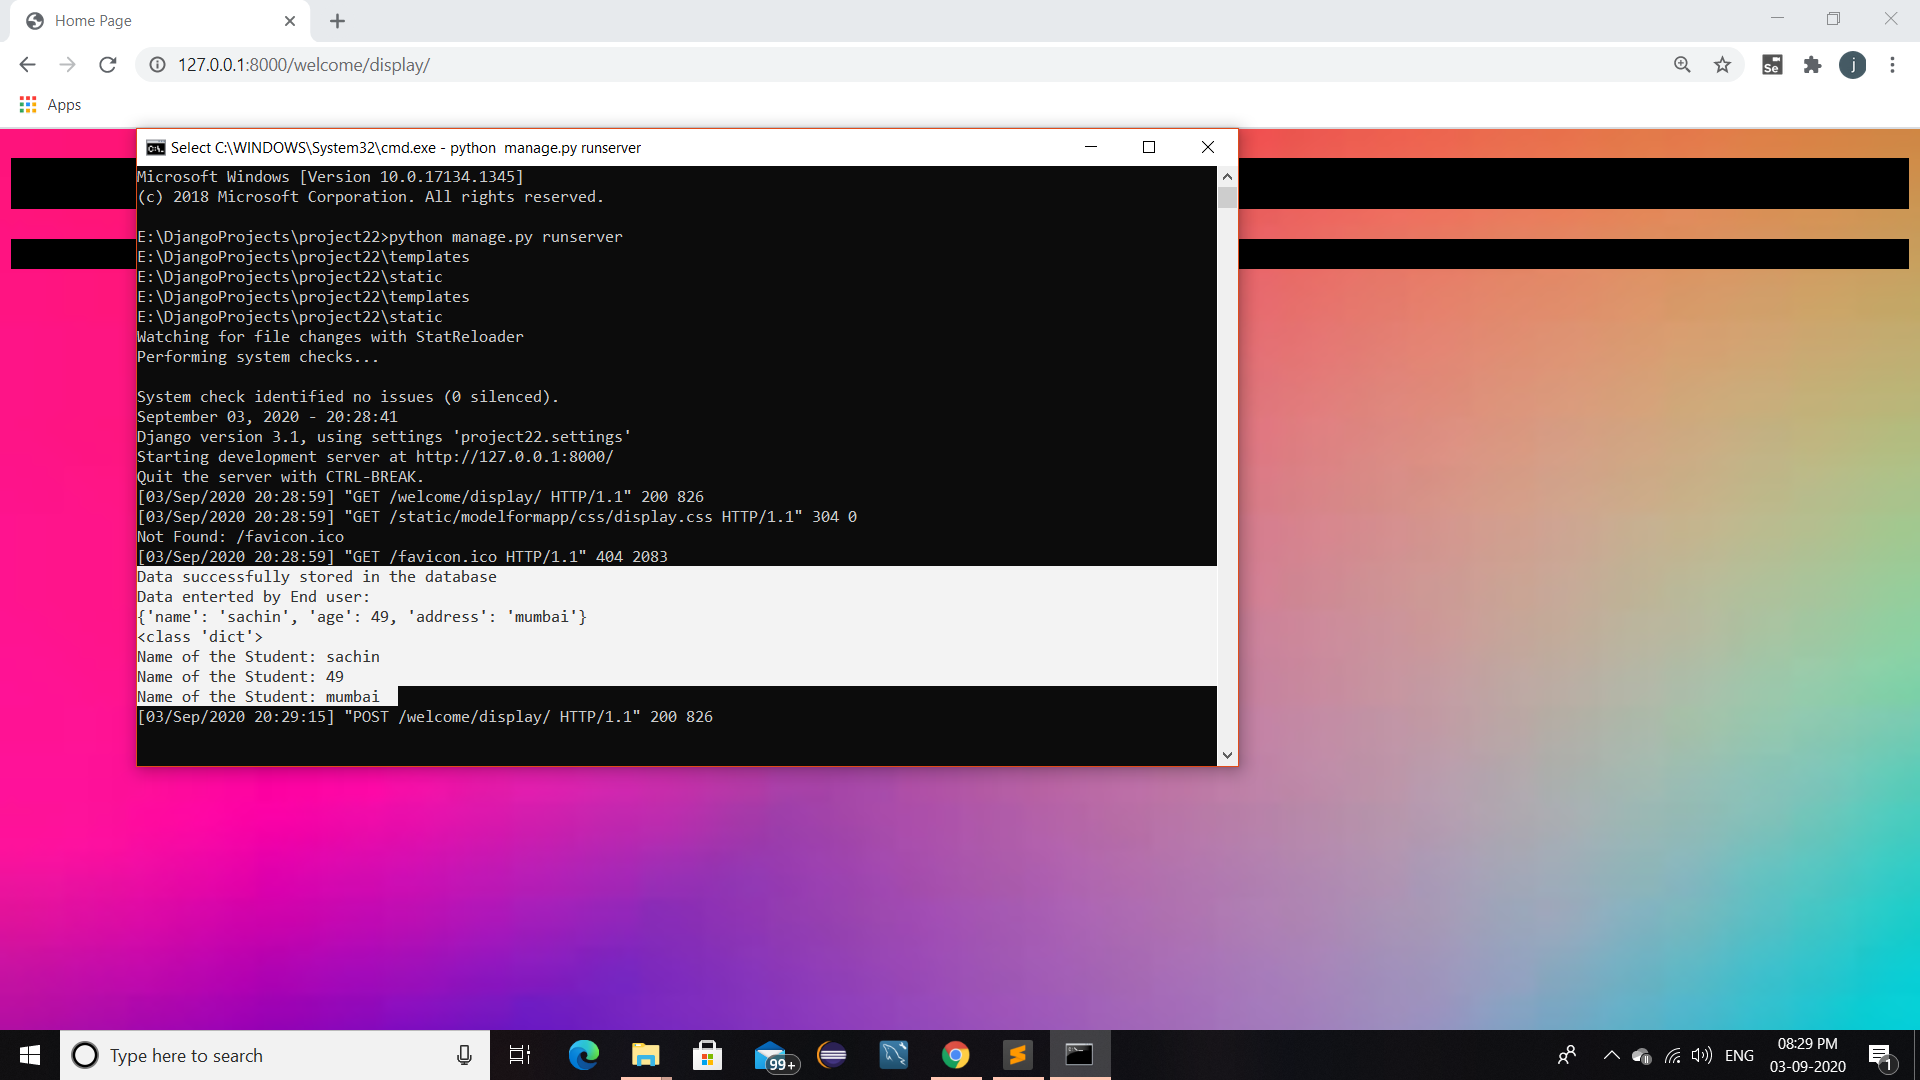 Home Page
127.0.0.1:8000/welcome/display/
Se
j
Apps
Select C:\WINDOWS\System32\cmd.exe - python  manage.py runserver
Microsoft Windows [Version 10.0.17134.1345]
(c) 2018 Microsoft Corporation. All rights reserved.
E:\DjangoProjects\project22>python manage.py runserver
E:\DjangoProjects\project22\templates
E:\DjangoProjects\project22\static
E:\DjangoProjects\project22\templates
E:\DjangoProjects\project22\static
Watching for file changes with StatReloader
Performing system checks...
System check identified no issues (0 silenced).
September 03, 2020 - 20:28:41
Django version 3.1, using settings 'project22.settings'
Starting development server at http://127.0.0.1:8000/
Quit the server with CTRL-BREAK.
[03/Sep/2020 20:28:59] "GET /welcome/display/ HTTP/1.1" 200 826
[03/Sep/2020 20:28:59] "GET /static/modelformapp/css/display.css HTTP/1.1" 304 0
Not Found: /favicon.ico
[03/Sep/2020 20:28:59] "GET /favicon.ico HTTP/1.1" 404 2083
Data successfully stored in the database
Data enterted by End user:
{'name': 'sachin', 'age': 49, 'address': 'mumbai'}
<class 'dict'>
Name of the Student: sachin
Name of the Student: 49
Name of the Student: mumbai
[03/Sep/2020 20:29:15] "POST /welcome/display/ HTTP/1.1" 200 826
Type here to search
99+
ENG
08:29 PM
03-09-2020
1